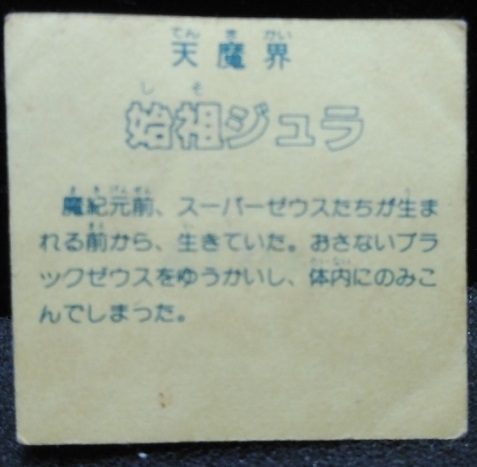 天魔界
始祖ジュラ
魔紀元前、スーパーゼウスたちが生ま
れる前から、生きていた。おさないブラ
ックゼウスをゆうかいし、体内にのみこ
んでしまった。